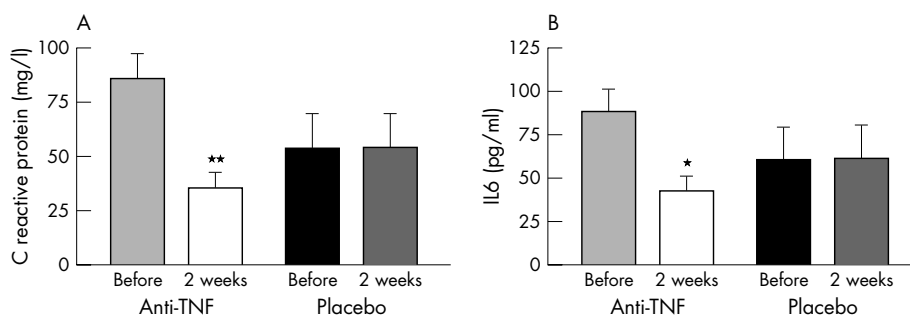 A
C reactive protein (mg/l)
100
75
50
25
0
★★
Before 2 weeks Before 2 weeks
Anti-TNF Placebo
B
IL6 (pg/ml)
125
100
75
50
25
0
★
Before 2 weeks Before 2 weeks
Anti-TNF Placebo